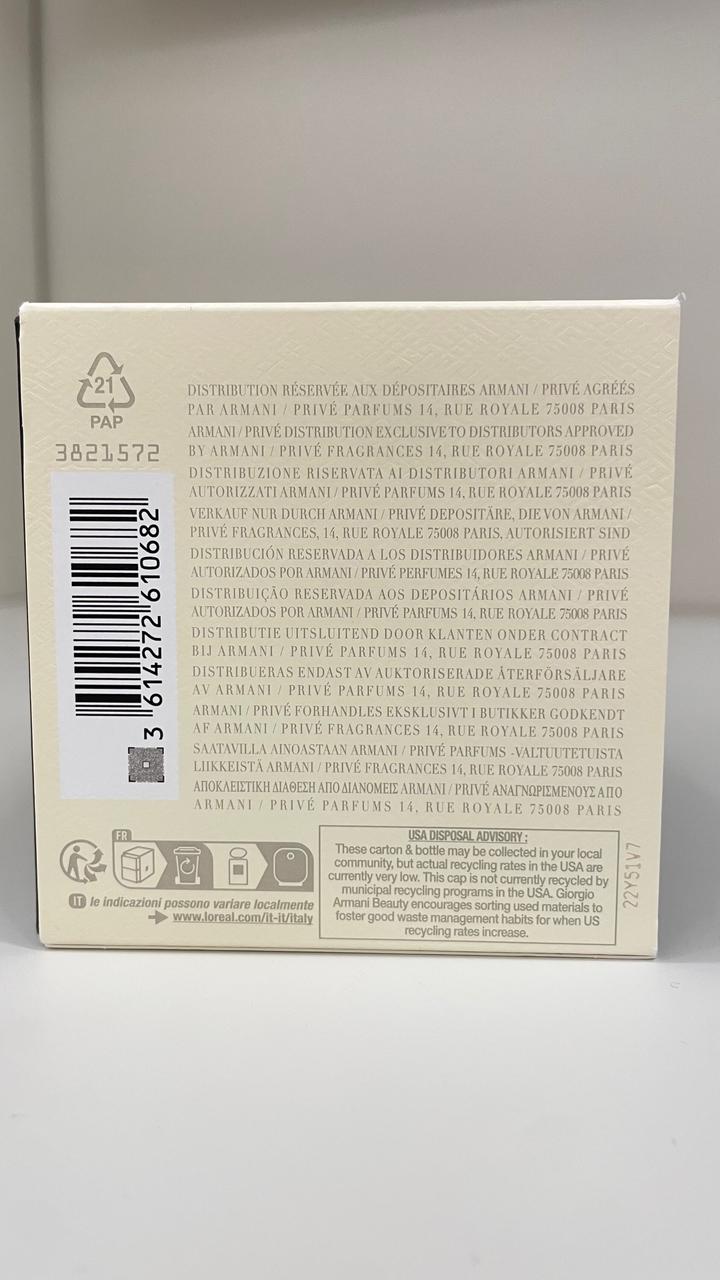 21
PAP
3821572
3 614272 610682
DISTRIBUTION RÉSERVÉE AUX DÉPOSITAIRES ARMANI / PRIVÉ AGRÉÉS
PAR ARMANI / PRIVÉ PARFUMS 14, RUE ROYALE 75008 PARIS
ARMANI / PRIVÉ DISTRIBUTION EXCLUSIVE TO DISTRIBUTORS APPROVED
BY ARMANI / PRIVÉ FRAGRANCES 14, RUE ROYALE 75008 PARIS
DISTRIBUZIONE RISERVATA AI DISTRIBUTORI ARMANI / PRIVÉ
AUTORIZZATI ARMANI / PRIVÉ PARFUMS 14, RUE ROYALE 75008 PARIS
VERKAUF NUR DURCH ARMANI / PRIVÉ DEPOSITÄRE, DIE VON ARMANI /
PRIVÉ FRAGRANCES, 14, RUE ROYALE 75008 PARIS, AUTORISIERT SIND
DISTRIBUCIÓN RESERVADA A LOS DISTRIBUIDORES ARMANI / PRIVÉ
AUTORIZADOS POR ARMANI / PRIVÉ PERFUMES 14, RUE ROYALE 75008 PARIS
DISTRIBUIÇÃO RESERVADA AOS DEPOSITÁRIOS ARMANI / PRIVÉ
AUTORIZADOS POR ARMANI / PRIVÉ PARFUMS 14, RUE ROYALE 75008 PARIS
DISTRIBUTIE UITSLUITEND DOOR KLANTEN ONDER CONTRACT
BIJ ARMANI / PRIVÉ PARFUMS 14, RUE ROYALE 75008 PARIS
DISTRIBUERAS ENDAST AV AUKTORISERADE ÅTERFÖRSÄLJARE
AV ARMANI / PRIVÉ PARFUMS 14, RUE ROYALE 75008 PARIS
ARMANI / PRIVÉ FORHANDLES EKSKLUSIVT I BUTIKKER GODKENDT
AF ARMANI / PRIVÉ FRAGRANCES 14, RUE ROYALE 75008 PARIS
SAATAVILLA AINOASTAAN ARMANI / PRIVÉ PARFUMS -VALTUUTETUISTA
LIIKKEISTÄ ARMANI / PRIVÉ FRAGRANCES 14, RUE ROYALE 75008 PARIS
ΑΠΟΚΛΕΙΣΤΙΚΗ ΔΙΑΘΕΣΗ ΑΠΟ ΔΙΑΝΟΜΕΙΣ ARMANI / PRIVÉ ΑΝΑΓΝΩΡΙΣΜΕΝΟΥΣ ΑΠΟ
ARMANI / PRIVÉ PARFUMS 14, RUE ROYALE 75008 PARIS
FR
IT le indicazioni possono variare localmente
www.loreal.com/it-it/italy
USA DISPOSAL ADVISORY :
These carton & bottle may be collected in your local
community, but actual recycling rates in the USA are
currently very low. This cap is not currently recycled by
municipal recycling programs in the USA. Giorgio
Armani Beauty encourages sorting used materials to
foster good waste management habits for when US
recycling rates increase.
22Y51V7